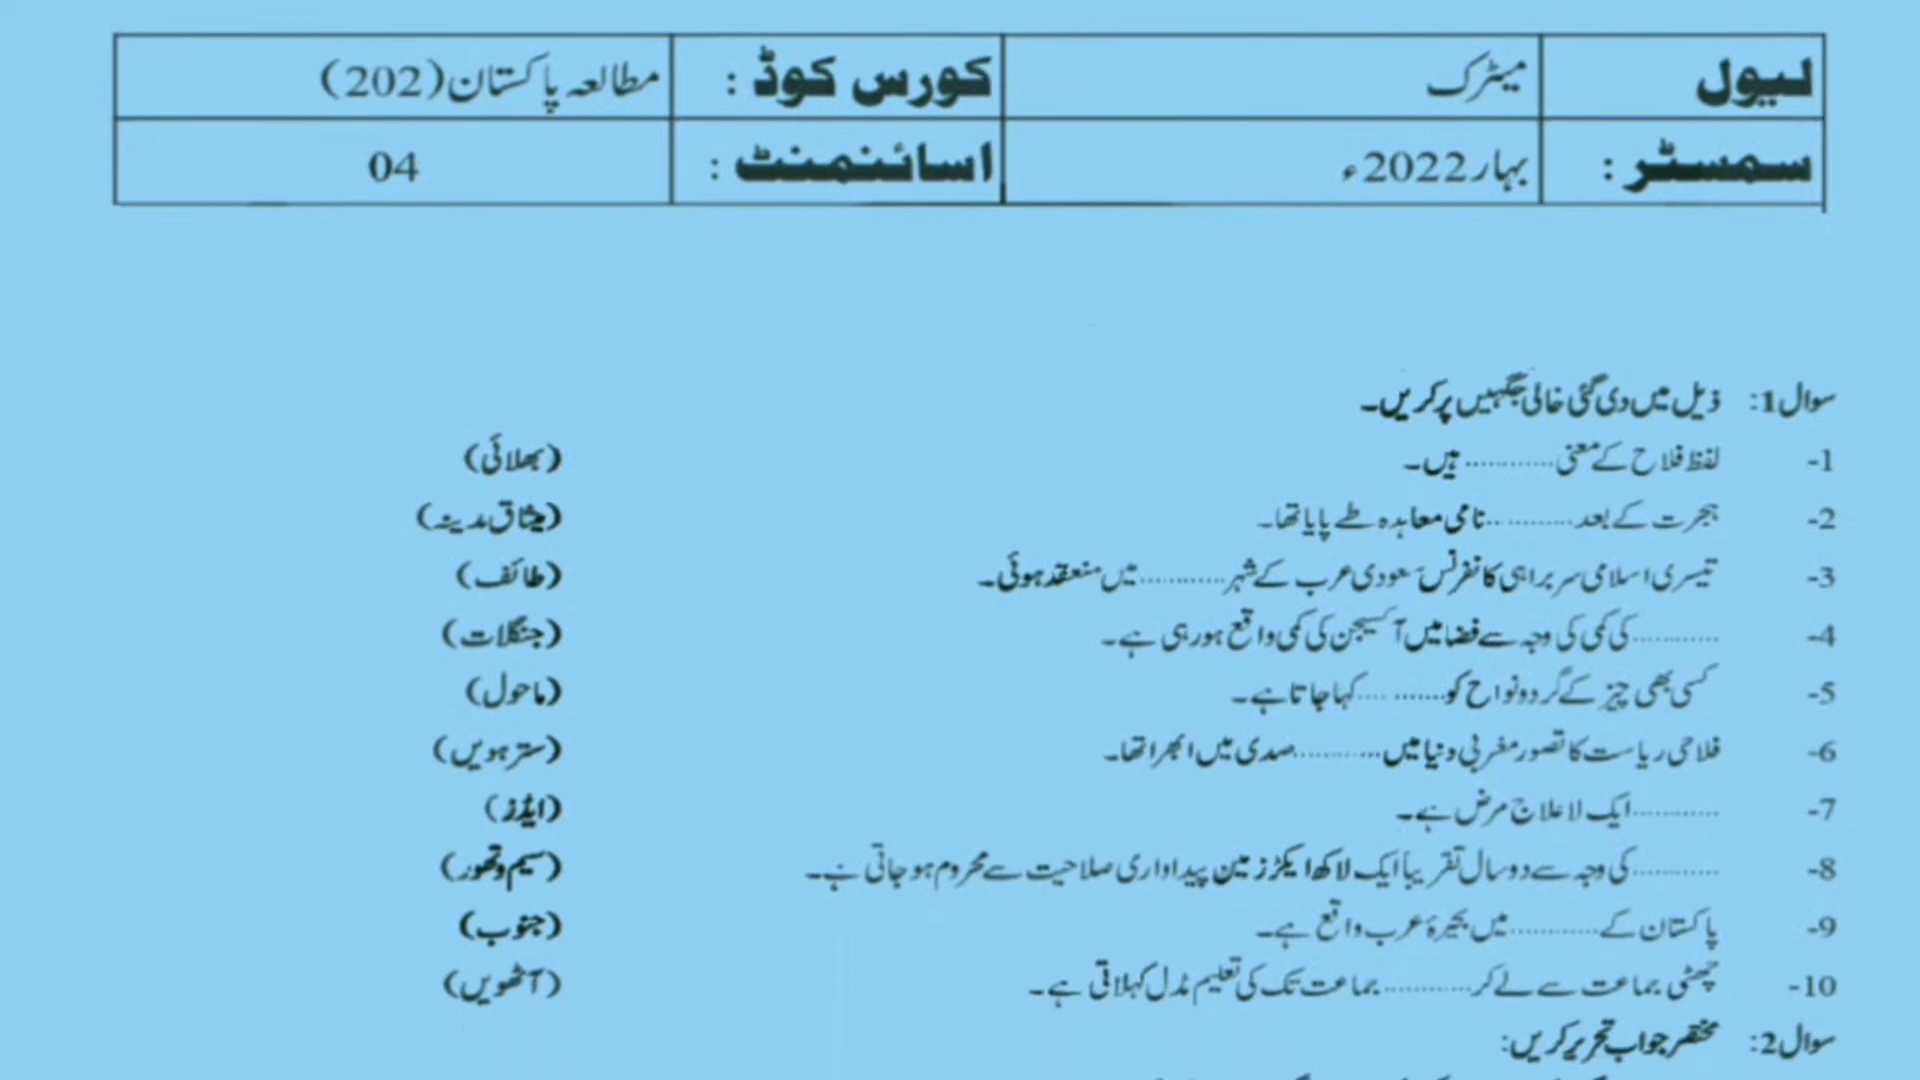 لیول میٹرک کورس کوڈ : مطالعہ پاکستان (202)
سمسٹر : بہار 2022ء اسائنمنٹ : 04
سوال 1: ذیل میں دی گئی خالی جگہیں پر کریں۔
1- لفظ فلاح کے معنی ........... ہیں۔ (بھلائی)
2- ہجرت کے بعد ........... نامی معاہدہ طے پایا تھا۔ (میثاق مدینہ)
3- تیسری اسلامی سربراہی کانفرنس سعودی عرب کے شہر ........... میں منعقد ہوئی۔ (طائف)
4- ........... کی کمی کی وجہ سے فضا میں آکسیجن کی کمی واقع ہو رہی ہے۔ (جنگلات)
5- کسی بھی چیز کے گردونواح کو ........... کہا جاتا ہے۔ (ماحول)
6- فلاحی ریاست کا تصور مغربی دنیا میں ........... صدی میں ابھرا تھا۔ (سترہویں)
7- ........... ایک لاعلاج مرض ہے۔ (ایڈز)
8- ........... کی وجہ سے دو سال تقریباً ایک لاکھ ایکڑ زمین پیداواری صلاحیت سے محروم ہو جاتی ہے۔ (سیم و تھور)
9- پاکستان کے ........... میں بحیرۂ عرب واقع ہے۔ (جنوب)
10- چھٹی جماعت سے لے کر ........... جماعت تک کی تعلیم مڈل کہلاتی ہے۔ (آٹھویں)
سوال 2: مختصر جواب تحریر کریں: